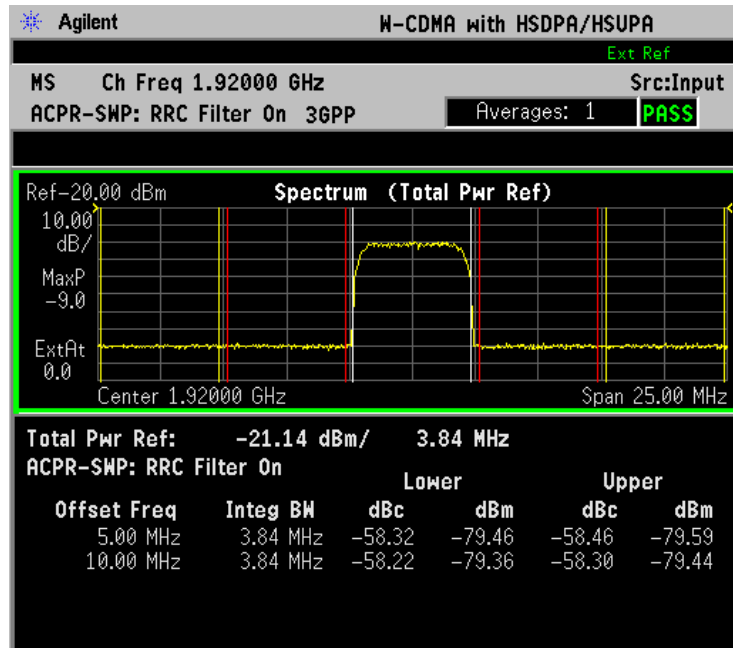 Agilent W-CDMA with HSDPA/HSUPA
Ext Ref
MS Ch Freq 1.92000 GHz Src:Input
ACPR-SWP: RRC Filter On 3GPP Averages: 1 PASS
Ref-20.00 dBm Spectrum (Total Pwr Ref)
10.00
dB/
MaxP
-9.0
ExtAt
0.0
Center 1.92000 GHz Span 25.00 MHz
Total Pwr Ref: -21.14 dBm/ 3.84 MHz
ACPR-SWP: RRC Filter On
Lower Upper
Offset Freq Integ BW dBc dBm dBc dBm
5.00 MHz 3.84 MHz -58.32 -79.46 -58.46 -79.59
10.00 MHz 3.84 MHz -58.22 -79.36 -58.30 -79.44